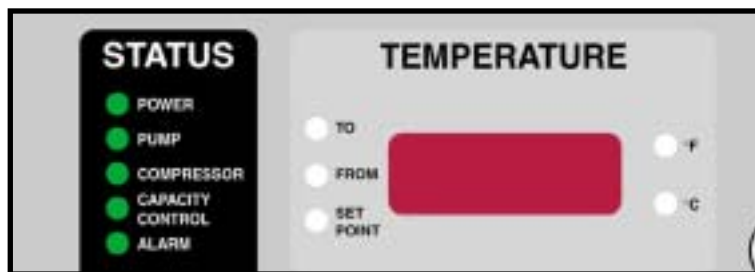 STATUS
POWER
PUMP
COMPRESSOR
CAPACITY
CONTROL
ALARM
TEMPERATURE
TO
FROM
SET
POINT
°F
°C